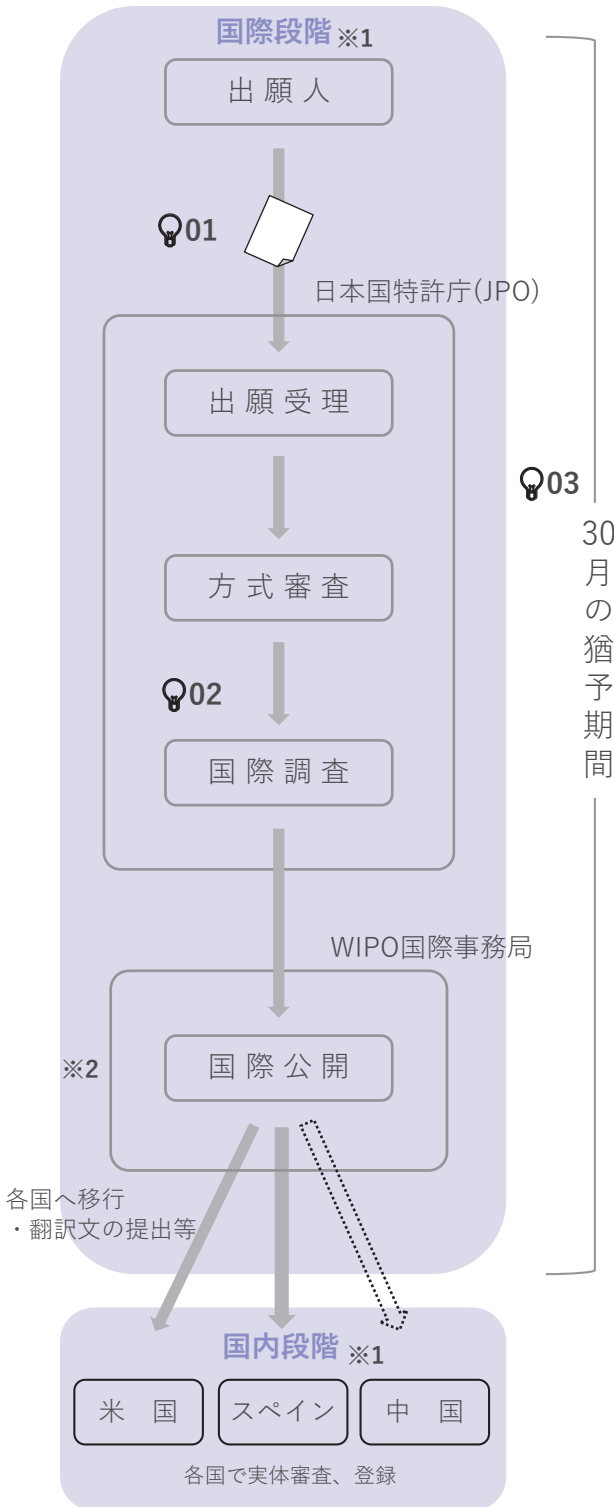 国際段階 ※1
出願人
01
日本国特許庁(JPO)
出願受理
03
方式審査
30月の猶予期間
02
国際調査
WIPO国際事務局
※2
国際公開
各国へ移行
・翻訳文の提出等
国内段階 ※1
米 国
スペイン
中 国
各国で実体審査、登録